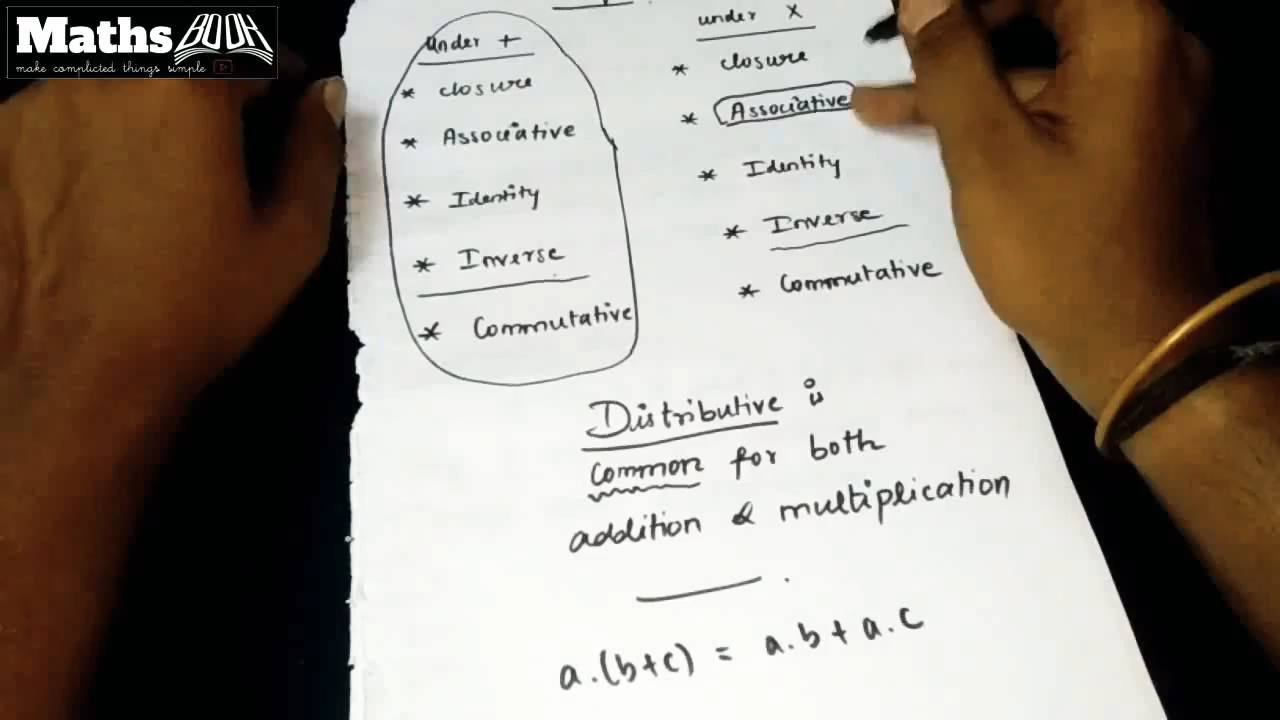 Maths BOOK
make complicted things simple
under +
* closure
* Associative
* Identity
* Inverse
* Commutative
under ×
* closure
* Associative
* Identity
* Inverse
* Commutative
Distributive is
common for both
addition & multiplication
a.(b+c) = a.b + a.c